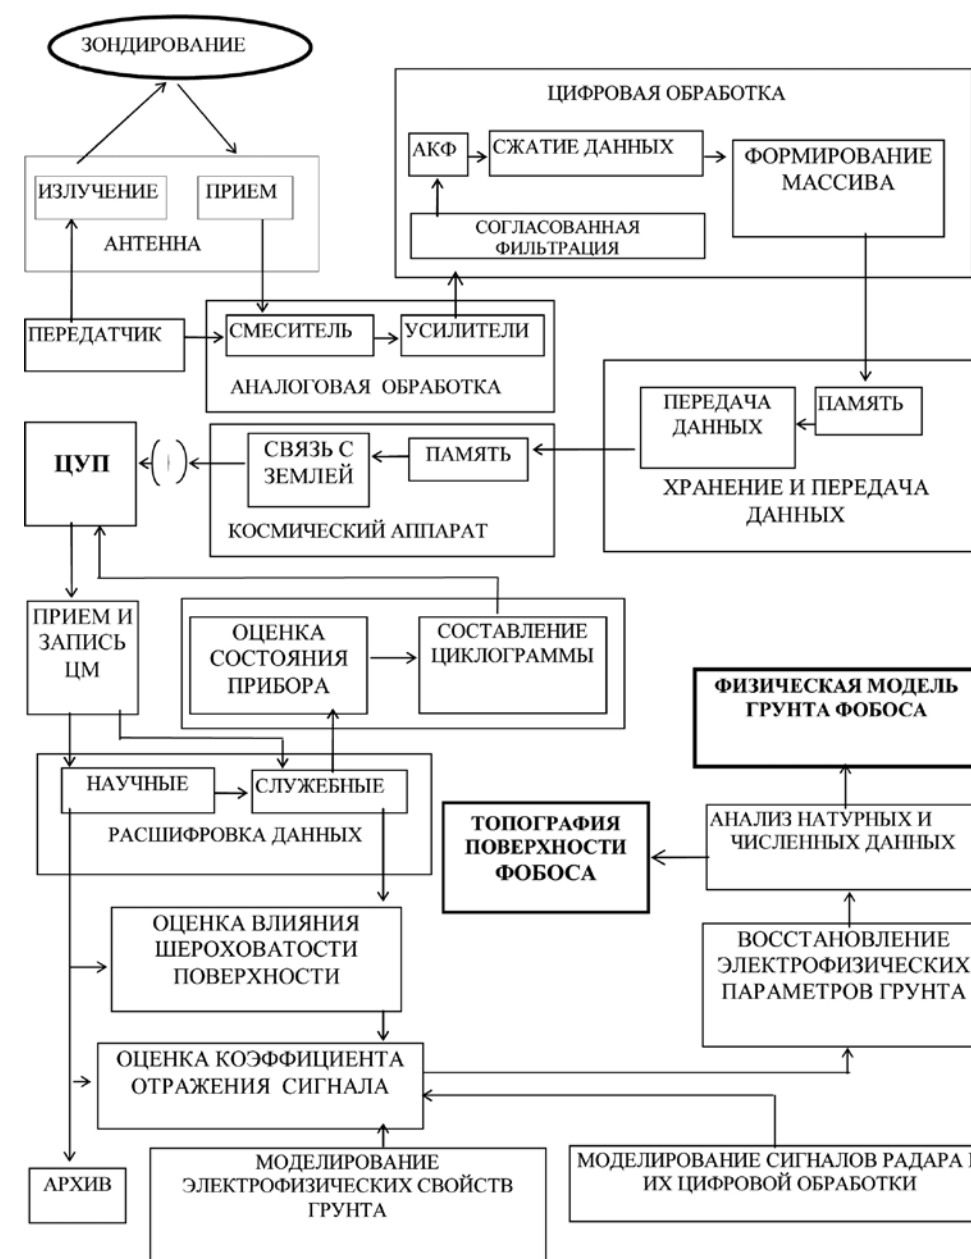 ЗОНДИРОВАНИЕ
ЦИФРОВАЯ ОБРАБОТКА
АКФ
СЖАТИЕ ДАННЫХ
ФОРМИРОВАНИЕ
МАССИВА
ИЗЛУЧЕНИЕ
ПРИЕМ
АНТЕННА
СОГЛАСОВАННАЯ
ФИЛЬТРАЦИЯ
ПЕРЕДАТЧИК
СМЕСИТЕЛЬ
УСИЛИТЕЛИ
АНАЛОГОВАЯ ОБРАБОТКА
ПЕРЕДАЧА
ДАННЫХ
ПАМЯТЬ
ХРАНЕНИЕ И ПЕРЕДАЧА
ДАННЫХ
ЦУП
СВЯЗЬ С
ЗЕМЛЕЙ
ПАМЯТЬ
КОСМИЧЕСКИЙ АППАРАТ
ПРИЕМ И
ЗАПИСЬ
ЦМ
ОЦЕНКА
СОСТОЯНИЯ
ПРИБОРА
СОСТАВЛЕНИЕ
ЦИКЛОГРАММЫ
ФИЗИЧЕСКАЯ МОДЕЛЬ
ГРУНТА ФОБОСА
НАУЧНЫЕ
СЛУЖЕБНЫЕ
РАСШИФРОВКА ДАННЫХ
ТОПОГРАФИЯ
ПОВЕРХНОСТИ
ФОБОСА
АНАЛИЗ НАТУРНЫХ И
ЧИСЛЕННЫХ ДАННЫХ
ОЦЕНКА ВЛИЯНИЯ
ШЕРОХОВАТОСТИ
ПОВЕРХНОСТИ
ВОССТАНОВЛЕНИЕ
ЭЛЕКТРОФИЗИЧЕСКИХ
ПАРАМЕТРОВ ГРУНТА
ОЦЕНКА КОЭФФИЦИЕНТА
ОТРАЖЕНИЯ СИГНАЛА
АРХИВ
МОДЕЛИРОВАНИЕ
ЭЛЕКТРОФИЗИЧЕСКИХ СВОЙСТВ
ГРУНТА
МОДЕЛИРОВАНИЕ СИГНАЛОВ РАДАРА
ИХ ЦИФРОВОЙ ОБРАБОТКИ